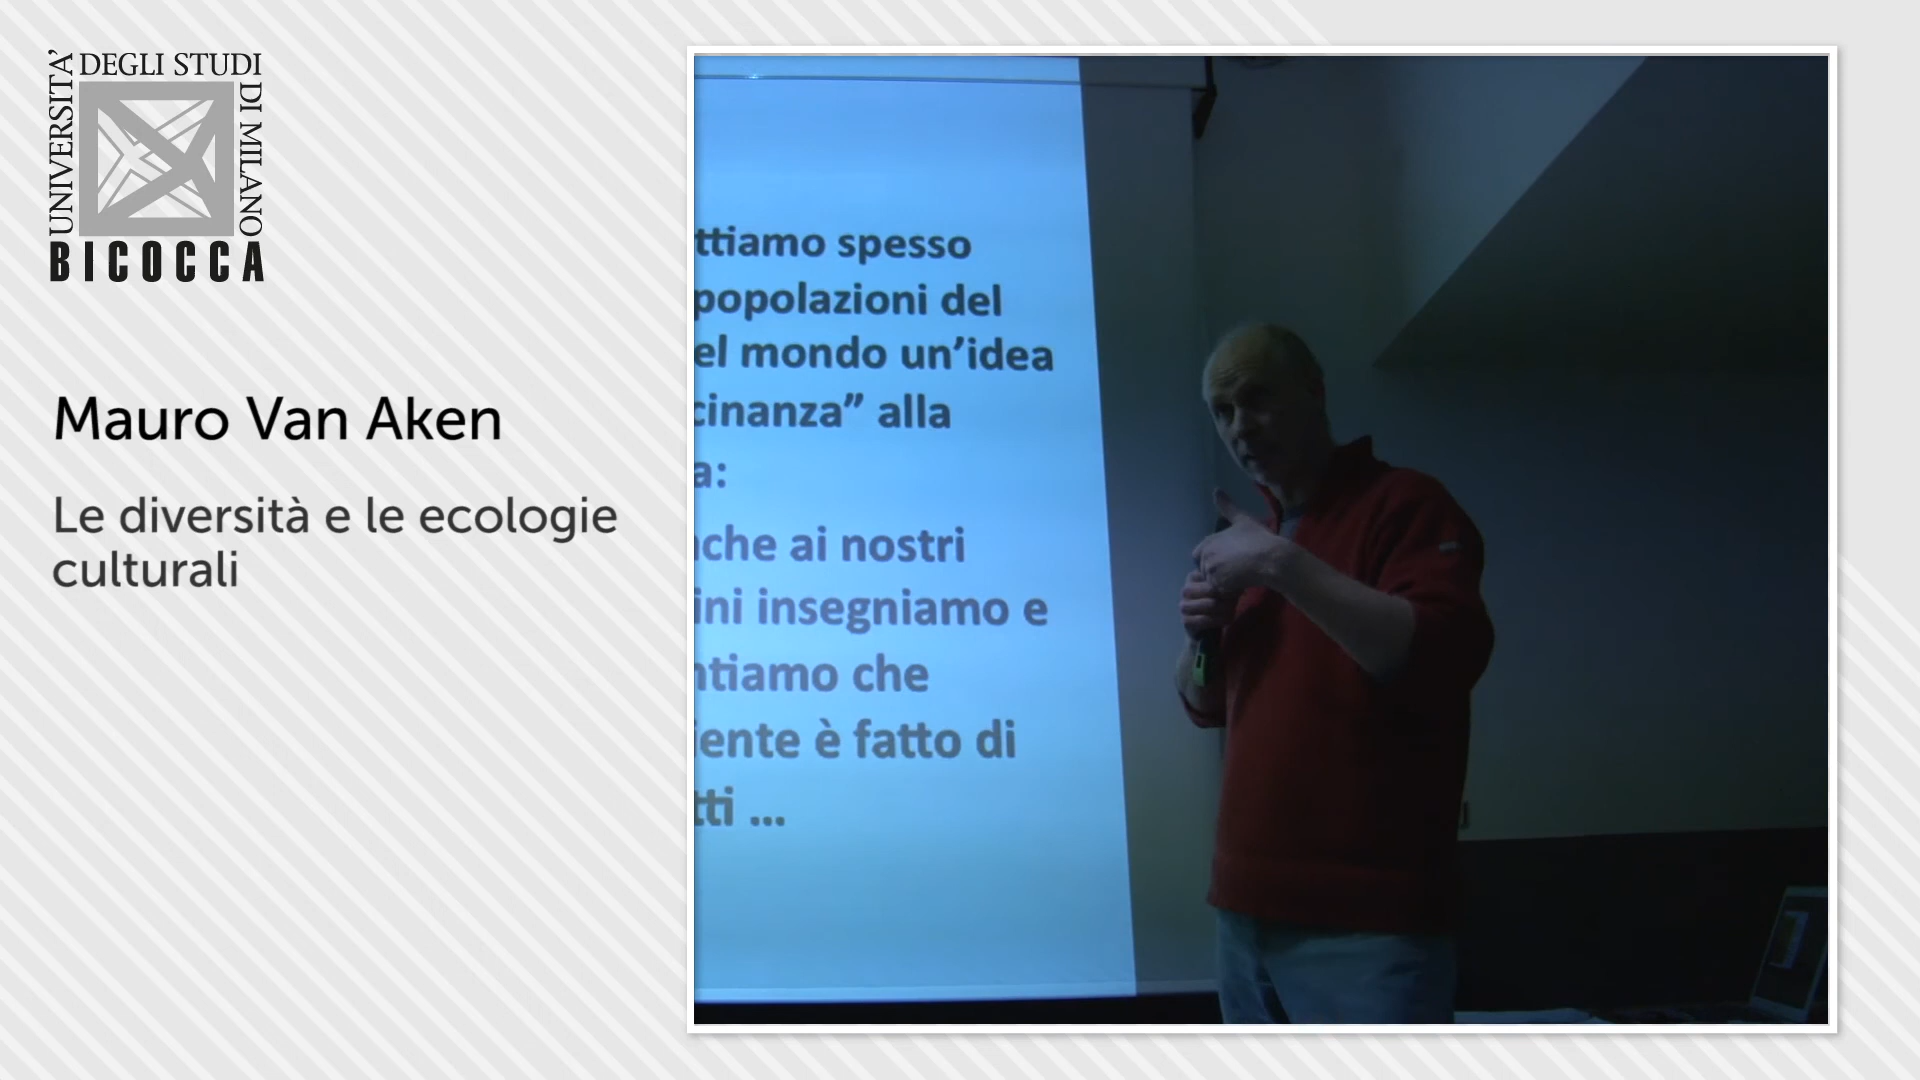 UNIVERSITA’
DEGLI STUDI
DI MILANO
BICOCCA
Mauro Van Aken
Le diversità e le ecologie
culturali
ttiamo spesso
popolazioni del
el mondo un’idea
cinanza” alla
a:
che ai nostri
ini insegniamo e
ntiamo che
iente è fatto di
tti ...